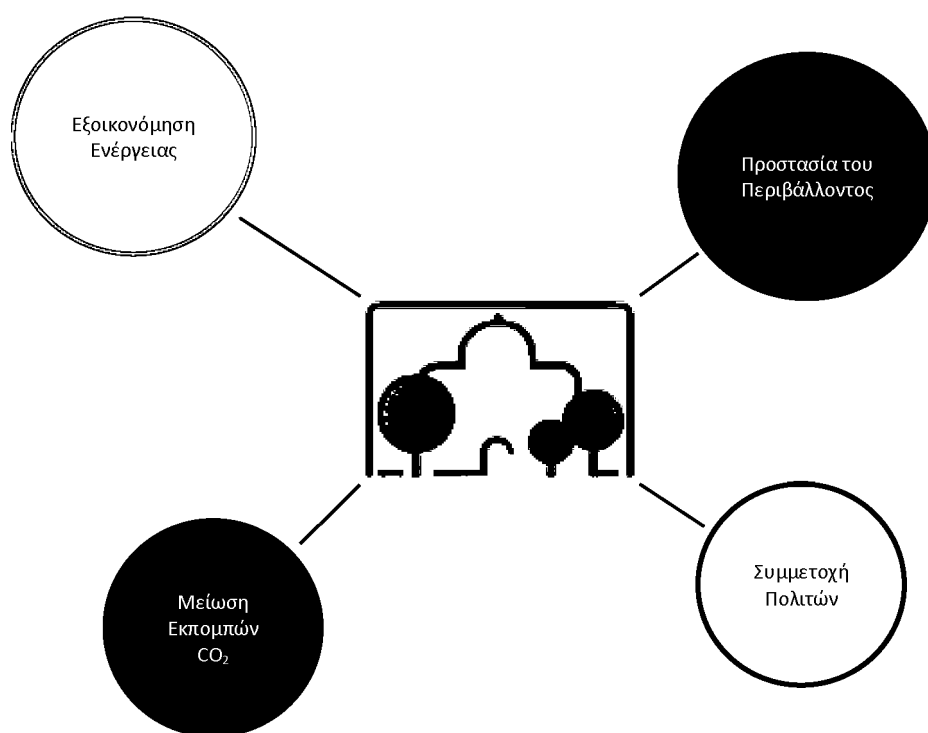 Εξοικονόμηση
Ενέργειας
Προστασία του
Περιβάλλοντος
Μείωση
Εκπομπών
CO₂
Συμμετοχή
Πολιτών